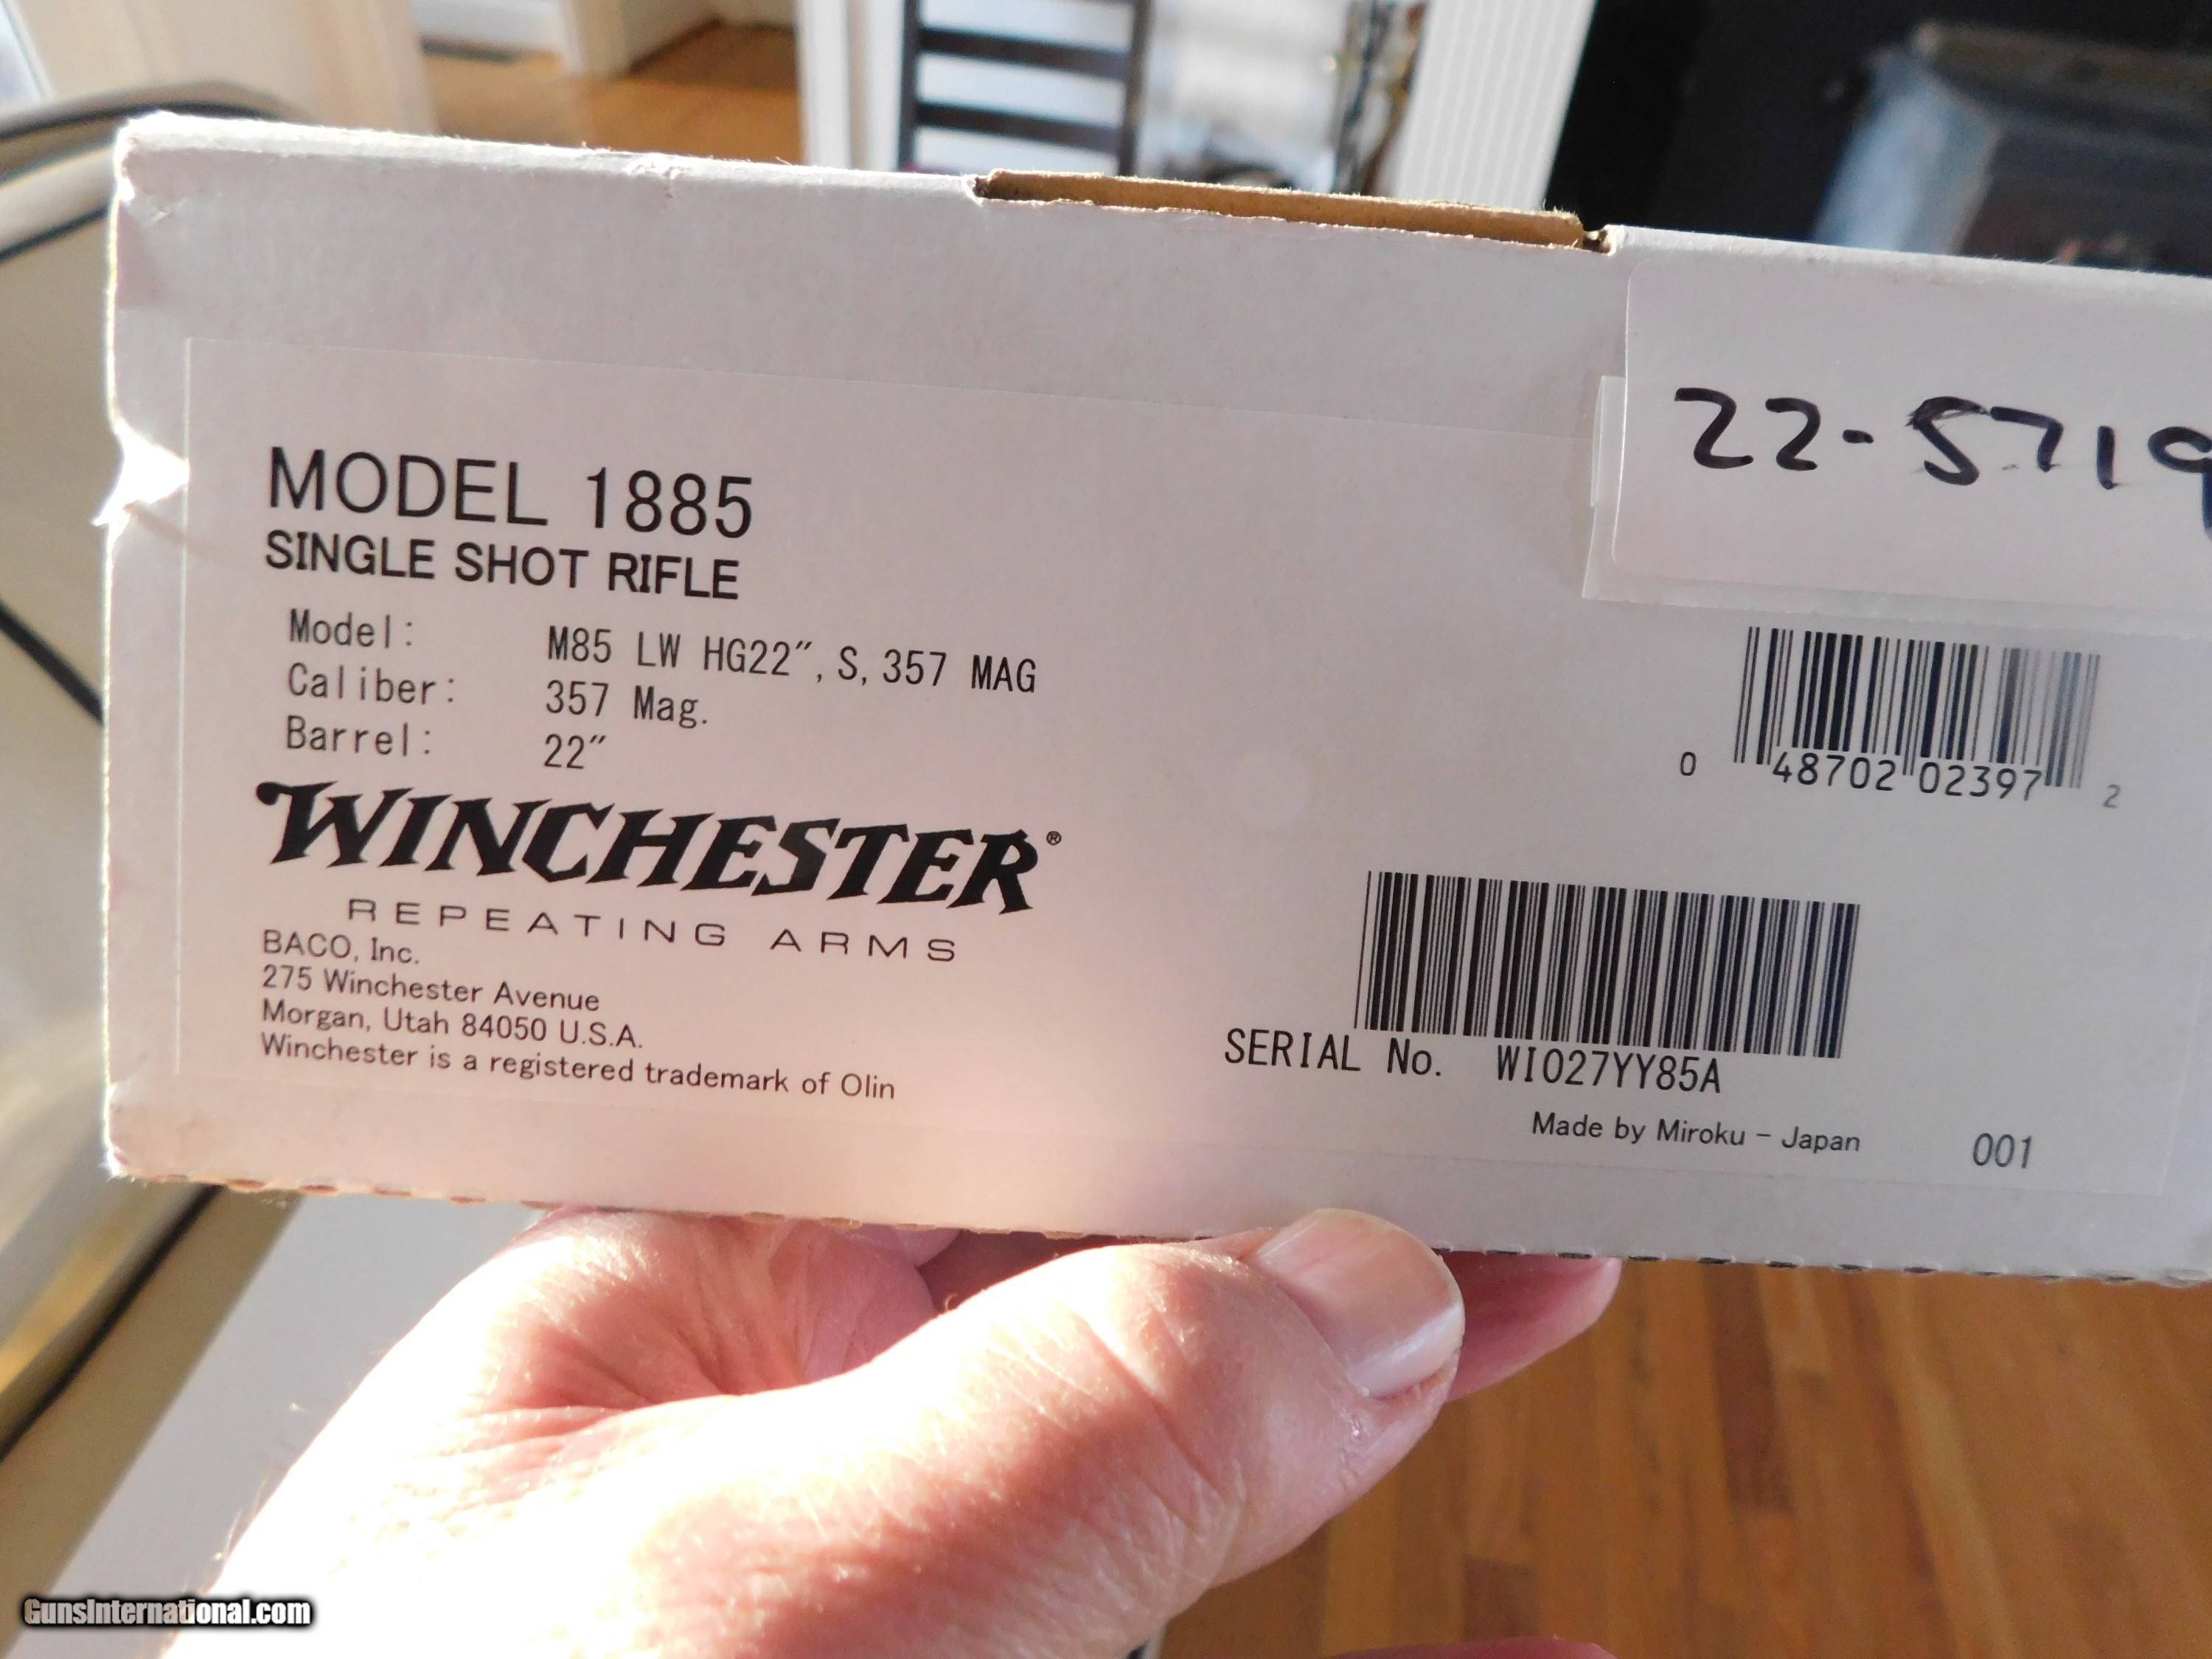 22-5719
MODEL 1885
SINGLE SHOT RIFLE
Model: M85 LW HG22", S, 357 MAG
Caliber: 357 Mag.
Barrel: 22"
WINCHESTER®
REPEATING ARMS
BACO, Inc.
275 Winchester Avenue
Morgan, Utah 84050 U.S.A.
Winchester is a registered trademark of Olin
0 48702 02397 2
SERIAL No. WI027YY85A
Made by Miroku - Japan 001
GunsInternational.com